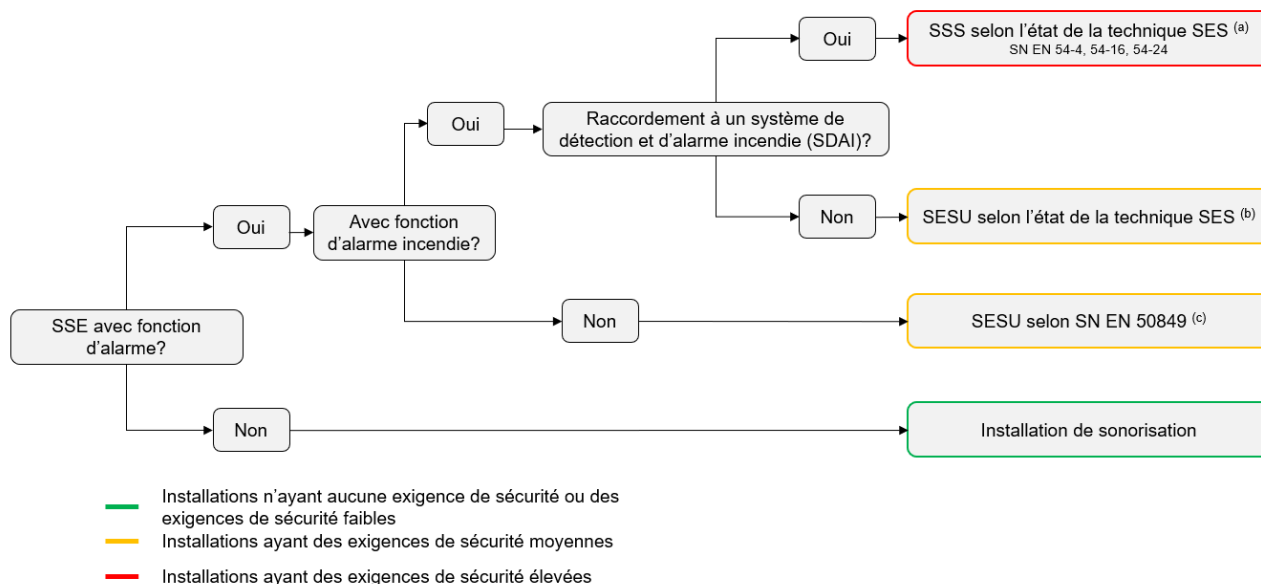 Oui
SSS selon l’état de la technique SES (a)
SN EN 54-4, 54-16, 54-24
Oui
Raccordement à un système de
détection et d’alarme incendie (SDAI)?
Oui
Avec fonction
d’alarme incendie?
Non
SESU selon l’état de la technique SES (b)
SSE avec fonction
d’alarme?
Non
SESU selon SN EN 50849 (c)
Non
Installation de sonorisation
Installations n’ayant aucune exigence de sécurité ou des
exigences de sécurité faibles
Installations ayant des exigences de sécurité moyennes
Installations ayant des exigences de sécurité élevées